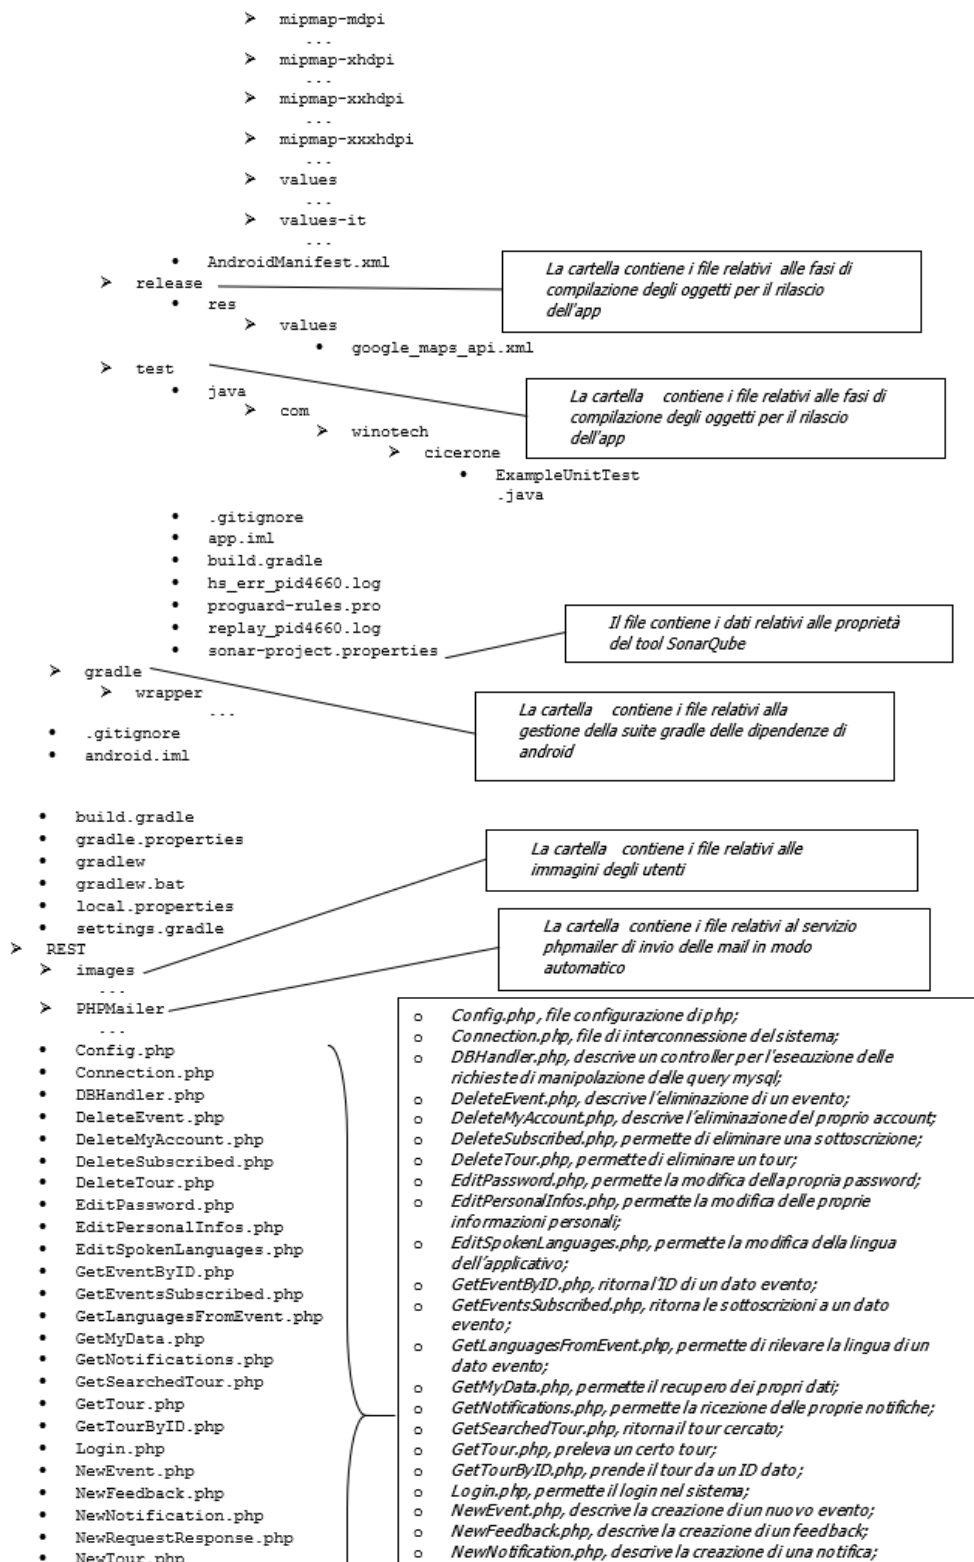 mipmap-mdpi
...
mipmap-xhdpi
...
mipmap-xxhdpi
...
mipmap-xxxhdpi
...
values
...
values-it
...
AndroidManifest.xml
release
La cartella contiene i file relativi alle fasi di
compilazione degli oggetti per il rilascio
dell'app
res
values
google_maps_api.xml
test
La cartella contiene i file relativi alle fasi di
compilazione degli oggetti per il rilascio
dell'app
java
com
winotech
cicerone
ExampleUnitTest
.java
.gitignore
app.iml
build.gradle
hs_err_pid4660.log
proguard-rules.pro
replay_pid4660.log
sonar-project.properties
Il file contiene i dati relativi alle proprietà
del tool SonarQube
gradle
wrapper
...
La cartella contiene i file relativi alla
gestione della suite gradle delle dipendenze di
android
.gitignore
android.iml
build.gradle
gradle.properties
gradlew
gradlew.bat
local.properties
settings.gradle
La cartella contiene i file relativi alle
immagini degli utenti
REST
images
...
PHPMailer
...
La cartella contiene i file relativi al servizio
phpmailer di invio delle mail in modo
automatico
Config.php
Connection.php
DBHandler.php
DeleteEvent.php
DeleteMyAccount.php
DeleteSubscribed.php
DeleteTour.php
EditPassword.php
EditPersonalInfos.php
EditSpokenLanguages.php
GetEventByID.php
GetEventsSubscribed.php
GetLanguagesFromEvent.php
GetMyData.php
GetNotifications.php
GetSearchedTour.php
GetTour.php
GetTourByID.php
Login.php
NewEvent.php
NewFeedback.php
NewNotification.php
NewRequestResponse.php
NewTour.php
Config.php , file configurazione di php;
Connection.php, file di interconnessione del sistema;
DBHandler.php, descrive un controller per l'esecuzione delle
richieste di manipolazione delle query mysql;
DeleteEvent.php, descrive l'eliminazione di un evento;
DeleteMyAccount.php, descrive l'eliminazione del proprio account;
DeleteSubscribed.php, permette di eliminare una sottoscrizione;
DeleteTour.php, permette di eliminare un tour;
EditPassword.php, permette la modifica della propria password;
EditPersonalInfos.php, permette la modifica delle proprie
informazioni personali;
EditSpokenLanguages.php, permette la modifica della lingua
dell'applicativo;
GetEventByID.php, ritorna l'ID di un dato evento;
GetEventsSubscribed.php, ritorna le sottoscrizioni a un dato
evento;
GetLanguagesFromEvent.php, permette di rilevare la lingua di un
dato evento;
GetMyData.php, permette il recupero dei propri dati;
GetNotifications.php, permette la ricezione delle proprie notifiche;
GetSearchedTour.php, ritorna il tour cercato;
GetTour.php, preleva un certo tour;
GetTourByID.php, prende il tour da un ID dato;
Login.php, permette il login nel sistema;
NewEvent.php, descrive la creazione di un nuovo evento;
NewFeedback.php, descrive la creazione di un feedback;
NewNotification.php, descrive la creazione di una notifica;